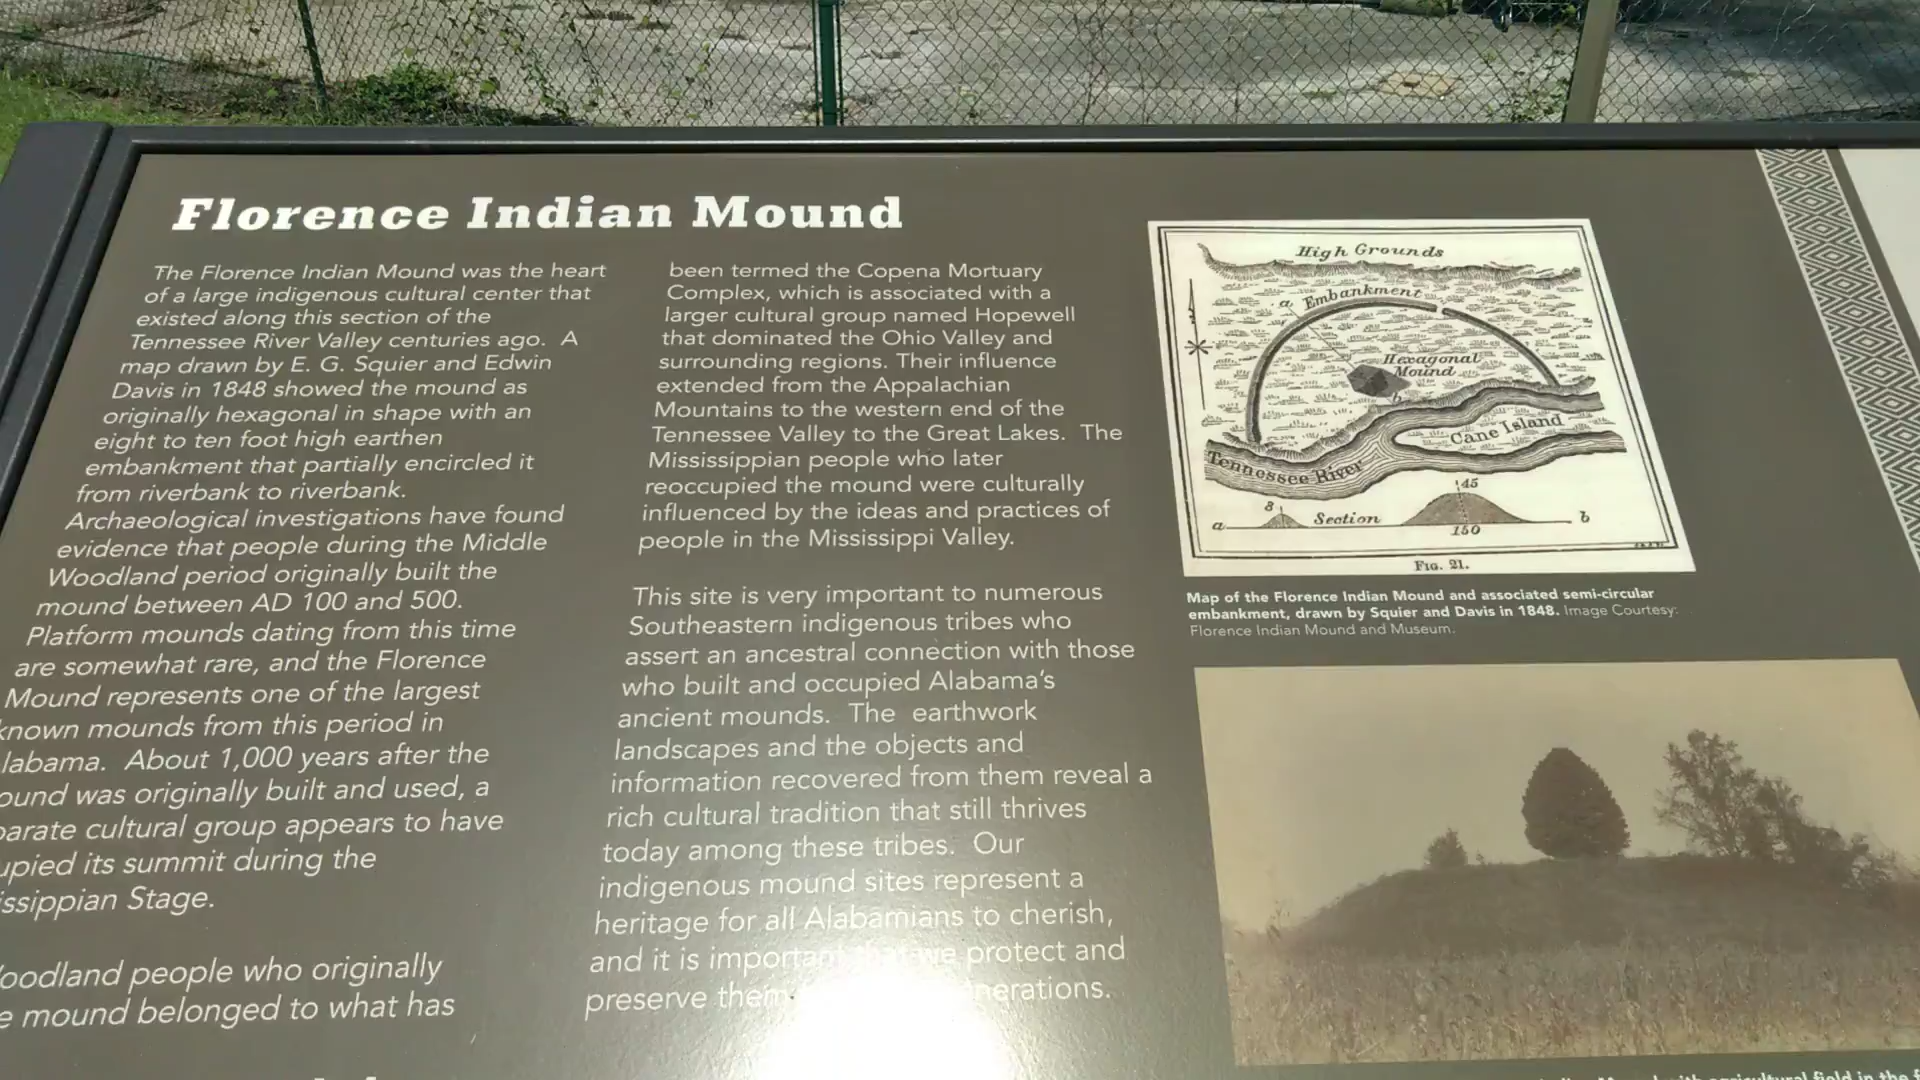 Florence Indian Mound
The Florence Indian Mound was the heart
of a large indigenous cultural center that
existed along this section of the
Tennessee River Valley centuries ago. A
map drawn by E. G. Squier and Edwin
Davis in 1848 showed the mound as
originally hexagonal in shape with an
eight to ten foot high earthen
embankment that partially encircled it
from riverbank to riverbank.
Archaeological investigations have found
evidence that people during the Middle
Woodland period originally built the
mound between AD 100 and 500.
Platform mounds dating from this time
are somewhat rare, and the Florence
Mound represents one of the largest
known mounds from this period in
labama. About 1,000 years after the
ound was originally built and used, a
parate cultural group appears to have
upied its summit during the
ssippian Stage.
oodland people who originally
e mound belonged to what has
been termed the Copena Mortuary
Complex, which is associated with a
larger cultural group named Hopewell
that dominated the Ohio Valley and
surrounding regions. Their influence
extended from the Appalachian
Mountains to the western end of the
Tennessee Valley to the Great Lakes. The
Mississippian people who later
reoccupied the mound were culturally
influenced by the ideas and practices of
people in the Mississippi Valley.
This site is very important to numerous
Southeastern indigenous tribes who
assert an ancestral connection with those
who built and occupied Alabama's
ancient mounds. The earthwork
landscapes and the objects and
information recovered from them reveal a
rich cultural tradition that still thrives
today among these tribes. Our
indigenous mound sites represent a
heritage for all Alabamians to cherish,
and it is important that we protect and
preserve them nerations.
High Grounds
a Embankment
Hexagonal
Mound
b
Cane Island
Tennessee River
45
8
a Section b
150
FIG. 21.
Map of the Florence Indian Mound and associated semi-circular
embankment, drawn by Squier and Davis in 1848. Image Courtesy:
Florence Indian Mound and Museum.
with agricultural field in the